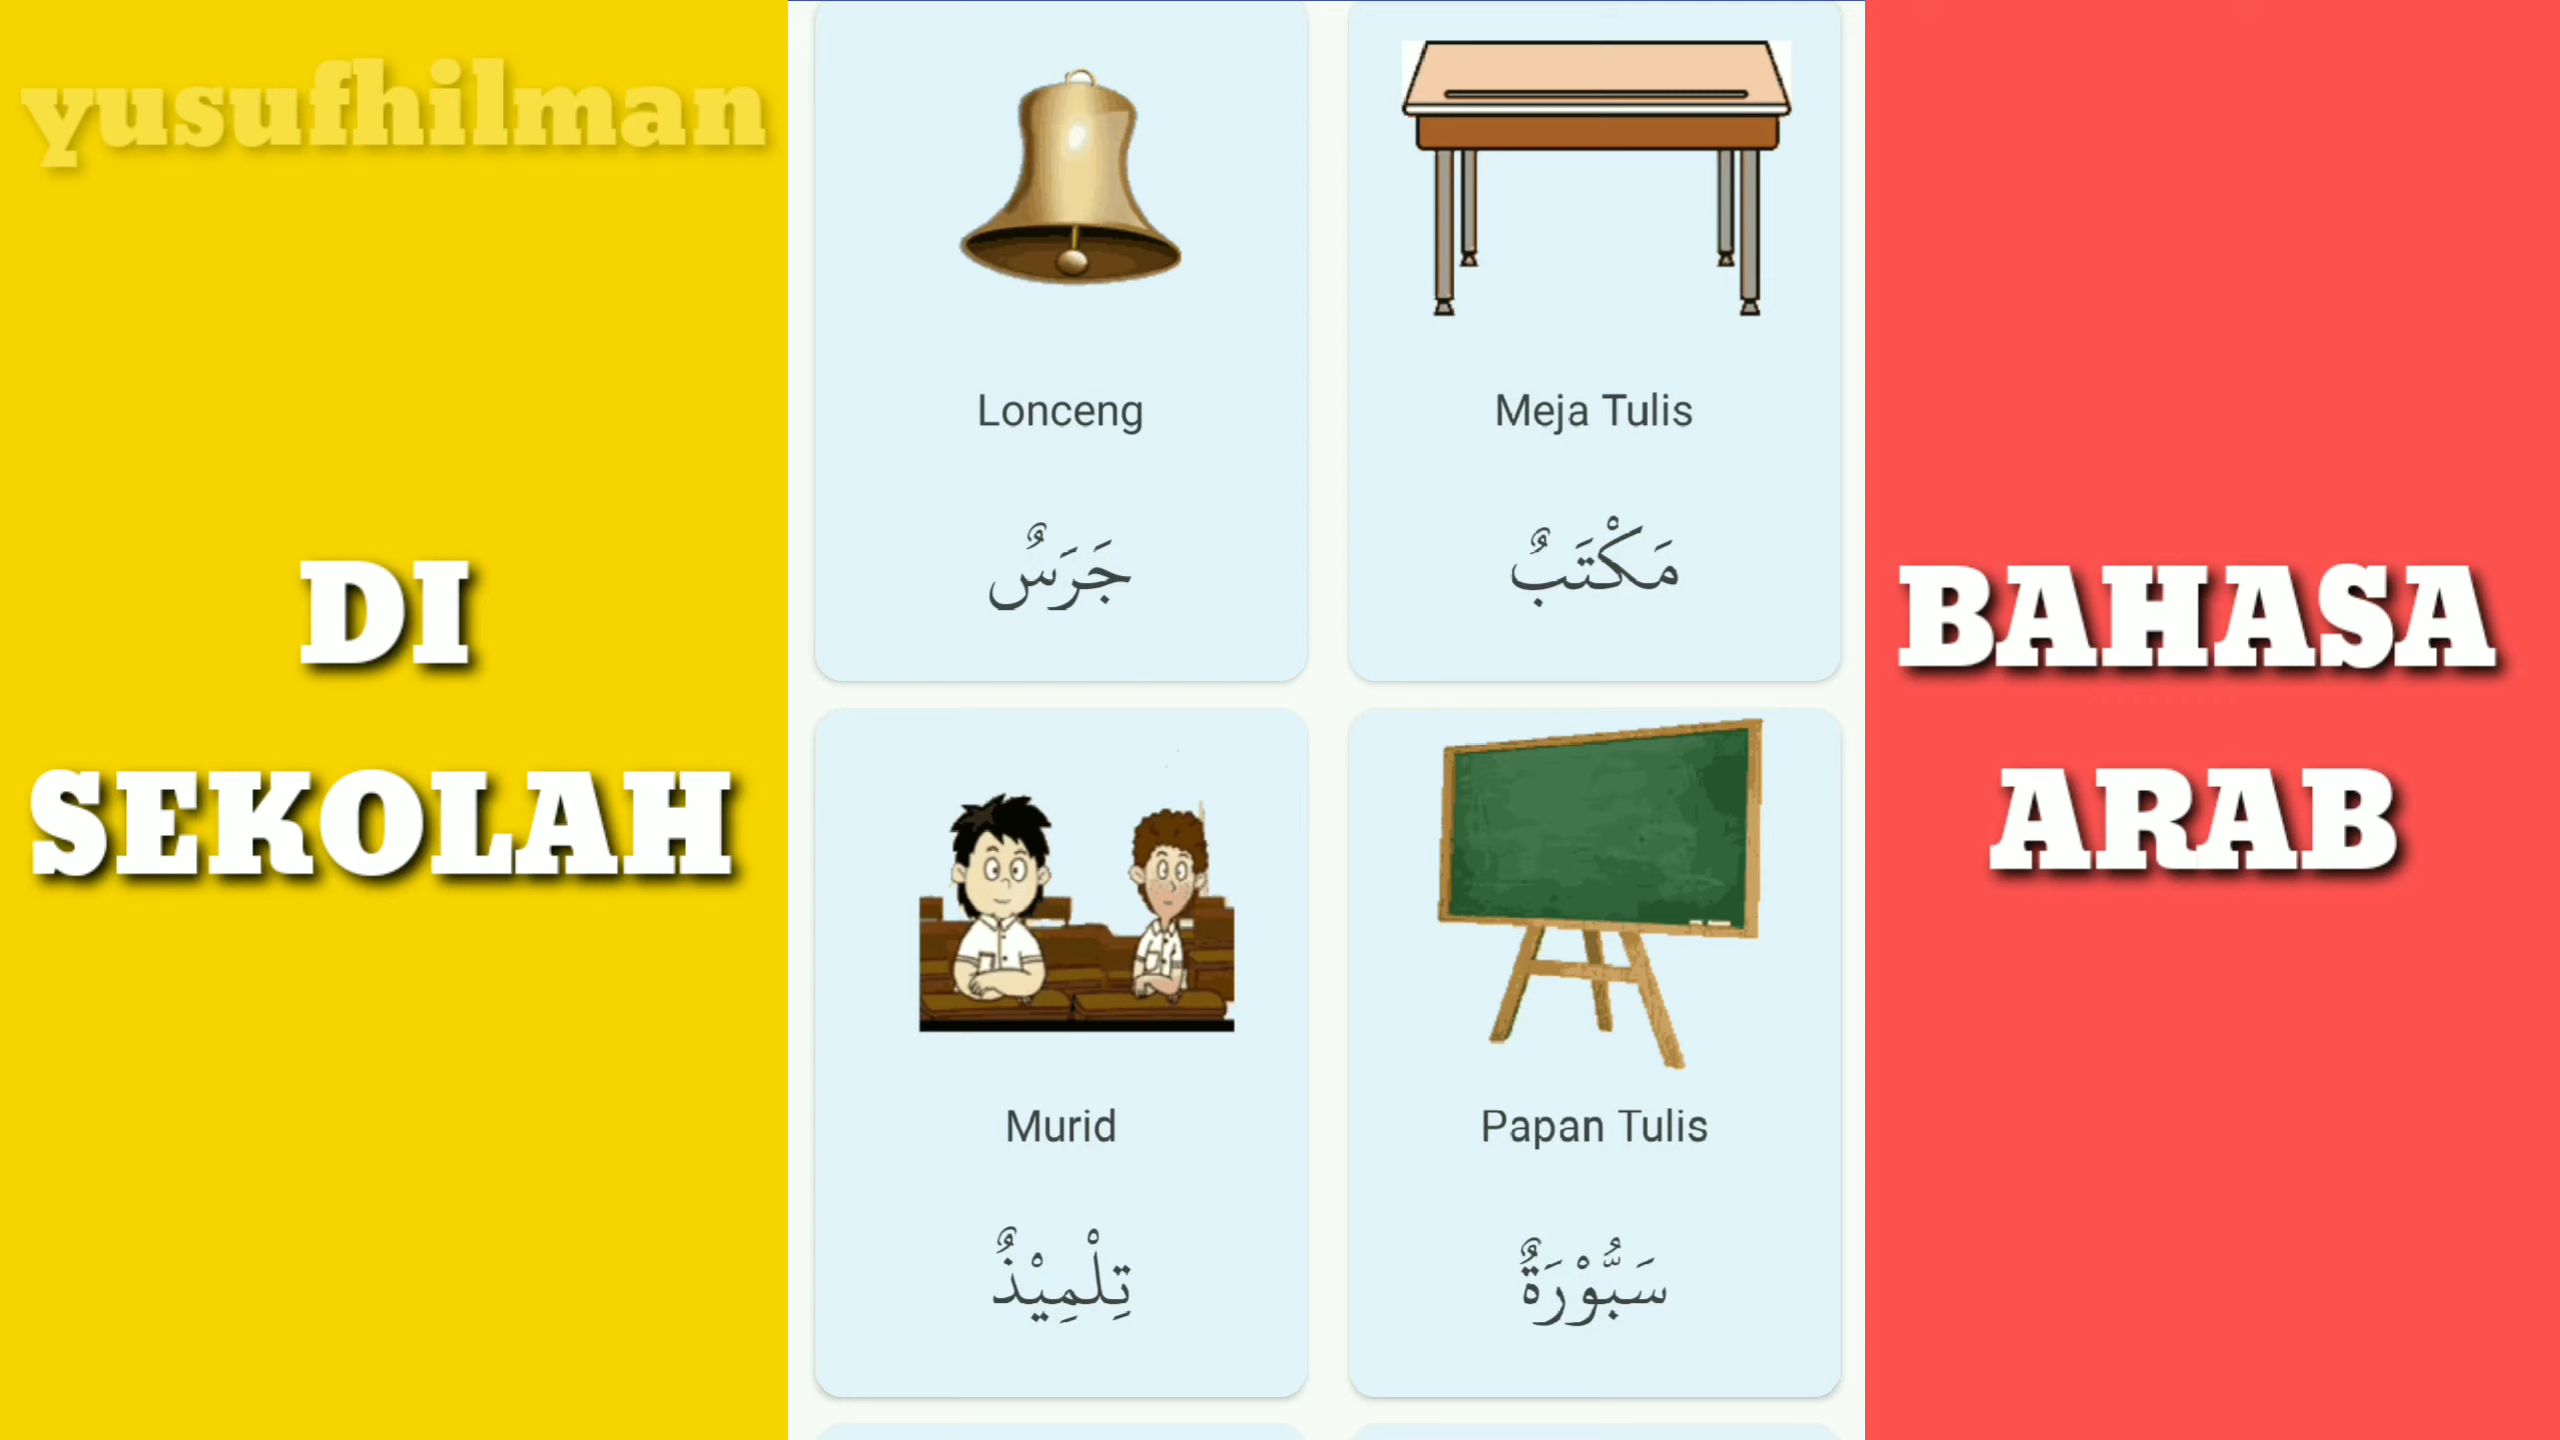 yusufhilman
DI
SEKOLAH
Lonceng
جَرَسٌ
Meja Tulis
مَكْتَبٌ
Murid
تِلْمِيْذٌ
Papan Tulis
سَبُّوْرَةٌ
BAHASA
ARAB